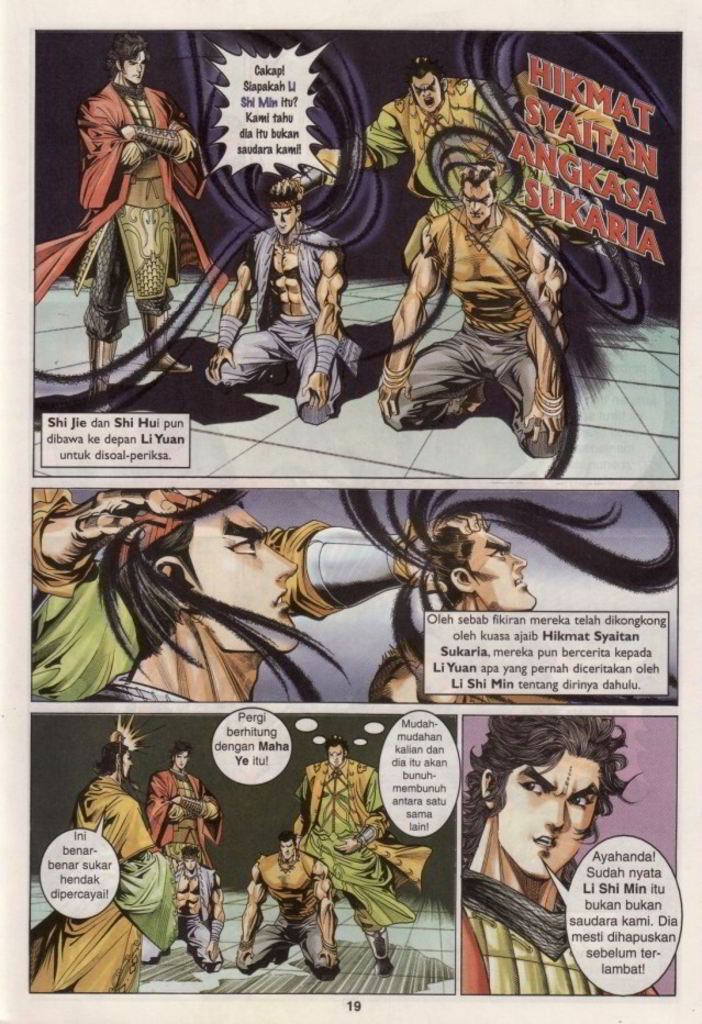 Cakap!
Siapakah Li
Shi Min itu?
Kami tahu
dia itu bukan
saudara kami!
HIKMAT
SYAITAN
ANGKASA
SUKARIA
Shi Jie dan Shi Hui pun
dibawa ke depan Li Yuan
untuk disoal-periksa.
Oleh sebab fikiran mereka telah dikongkong
oleh kuasa ajaib Hikmat Syaitan
Sukaria, mereka pun bercerita kepada
Li Yuan apa yang pernah diceritakan oleh
Li Shi Min tentang dirinya dahulu.
Pergi
berhitung
dengan Maha
Ye itu!
Mudah-
mudahan
kalian dan
dia itu akan
bunuh-
membunuh
antara satu
sama
lain!
Ini
benar-
benar sukar
hendak
dipercayai!
Ayahanda!
Sudah nyata
Li Shi Min itu
bukan bukan
saudara kami. Dia
mesti dihapuskan
sebelum ter-
lambat!
19